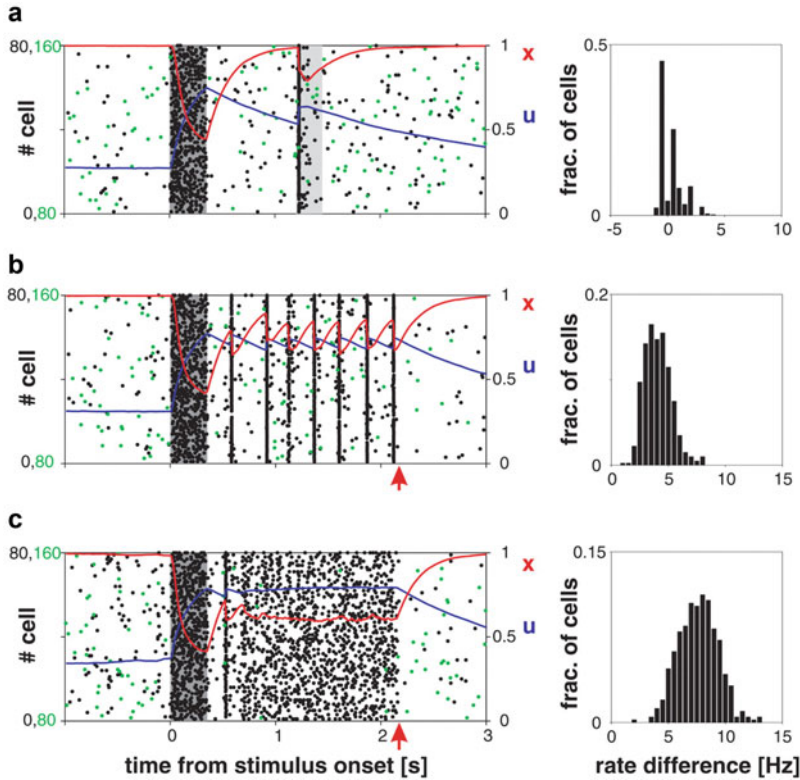 a
80,160
# cell
0,80
1
x
0.5
u
0
0.5
frac. of cells
0
-5 0 5 10
b
80,160
# cell
0,80
1
x
0.5
u
0
0.2
frac. of cells
0
0 5 10 15
c
80,160
# cell
0,80
1
x
0.5
u
0
0 1 2 3
time from stimulus onset [s]
0.15
frac. of cells
0
0 5 10 15
rate difference [Hz]